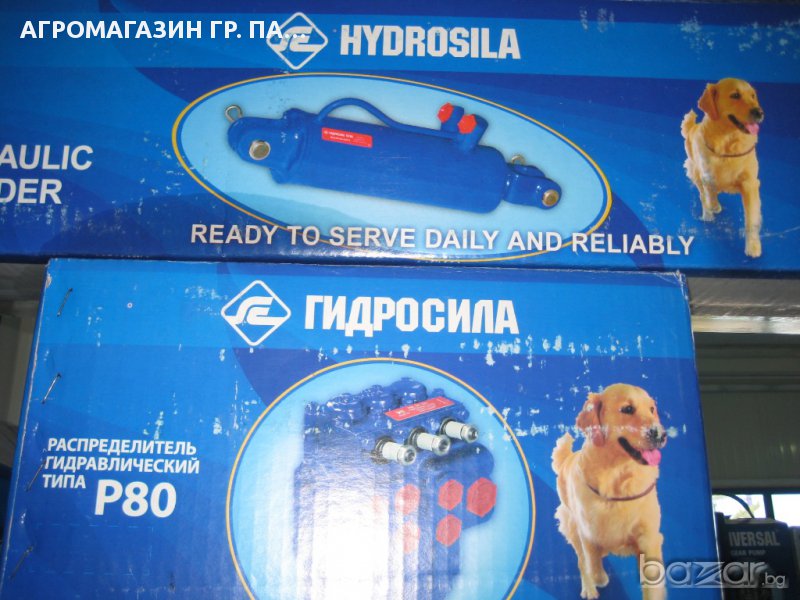 АГРОМАГАЗИН ГР. ПА...
HYDROSILA
AULIC
DER
READY TO SERVE DAILY AND RELIABLY
ГИДРОСИЛА
РАСПРЕДЕЛИТЕЛЬ
ГИДРАВЛИЧЕСКИЙ
ТИПА P80
IVERSAL
GEAR PUMP
bazar.bg